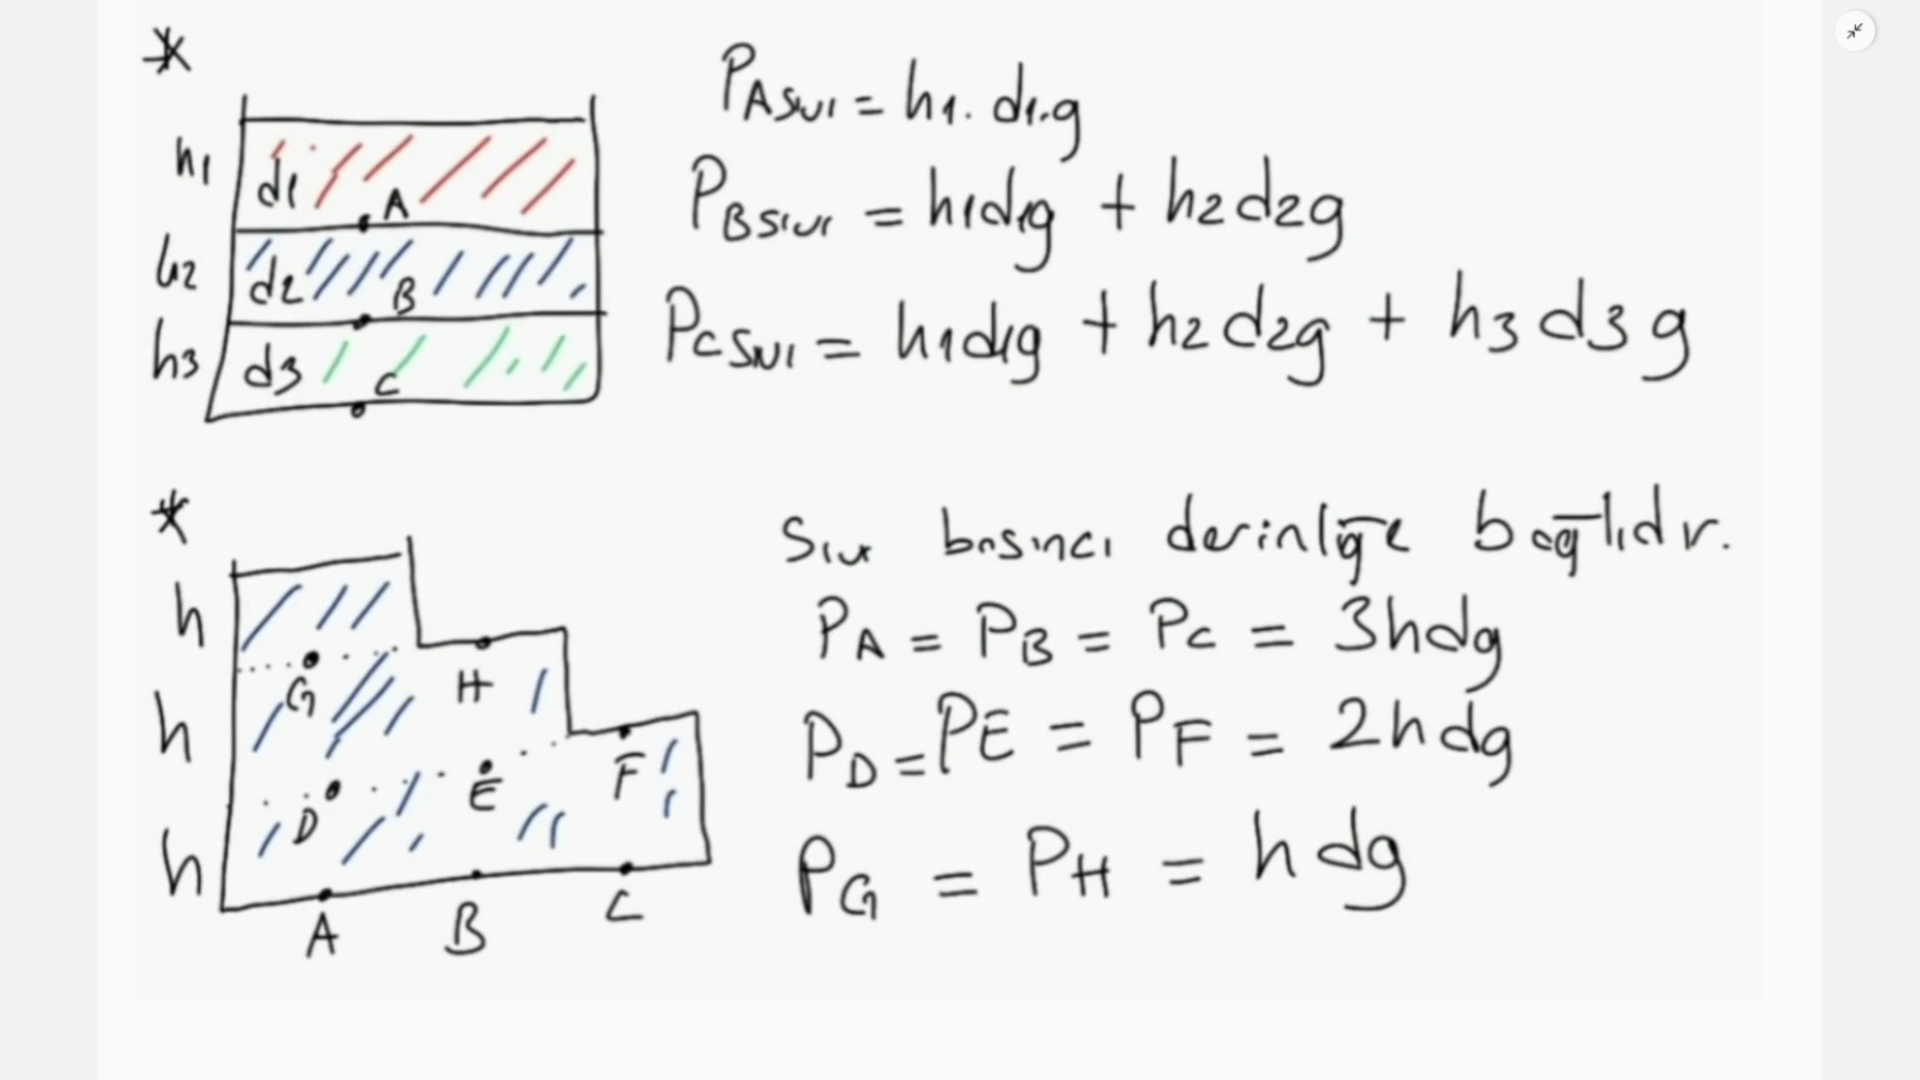 *
h1 d1 A
h2 d2 B
h3 d3 C
PAsıvı = h1. d1.g
PBsıvı = h1d1g + h2d2g
PCsıvı = h1d1g + h2d2g + h3d3g
*
h
G H
h
D E F
h
A B C
Sıvı basıncı derinliğe bağlıdır.
PA = PB = PC = 3hdg
PD = PE = PF = 2hdg
PG = PH = hdg